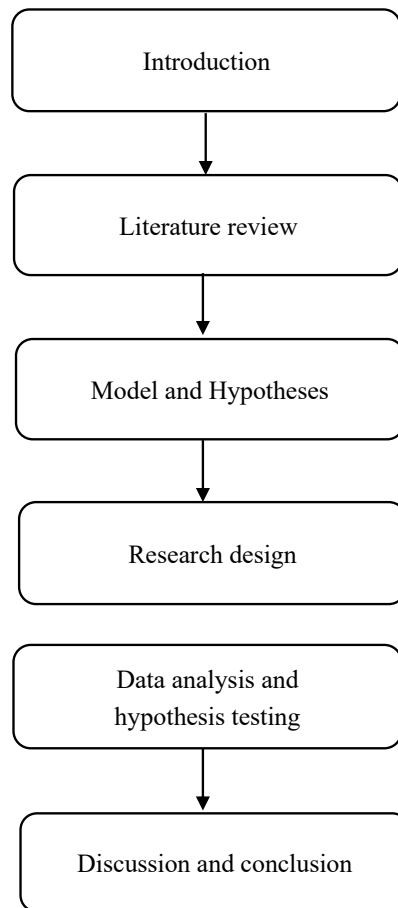 Introduction
Literature review
Model and Hypotheses
Research design
Data analysis and
hypothesis testing
Discussion and conclusion